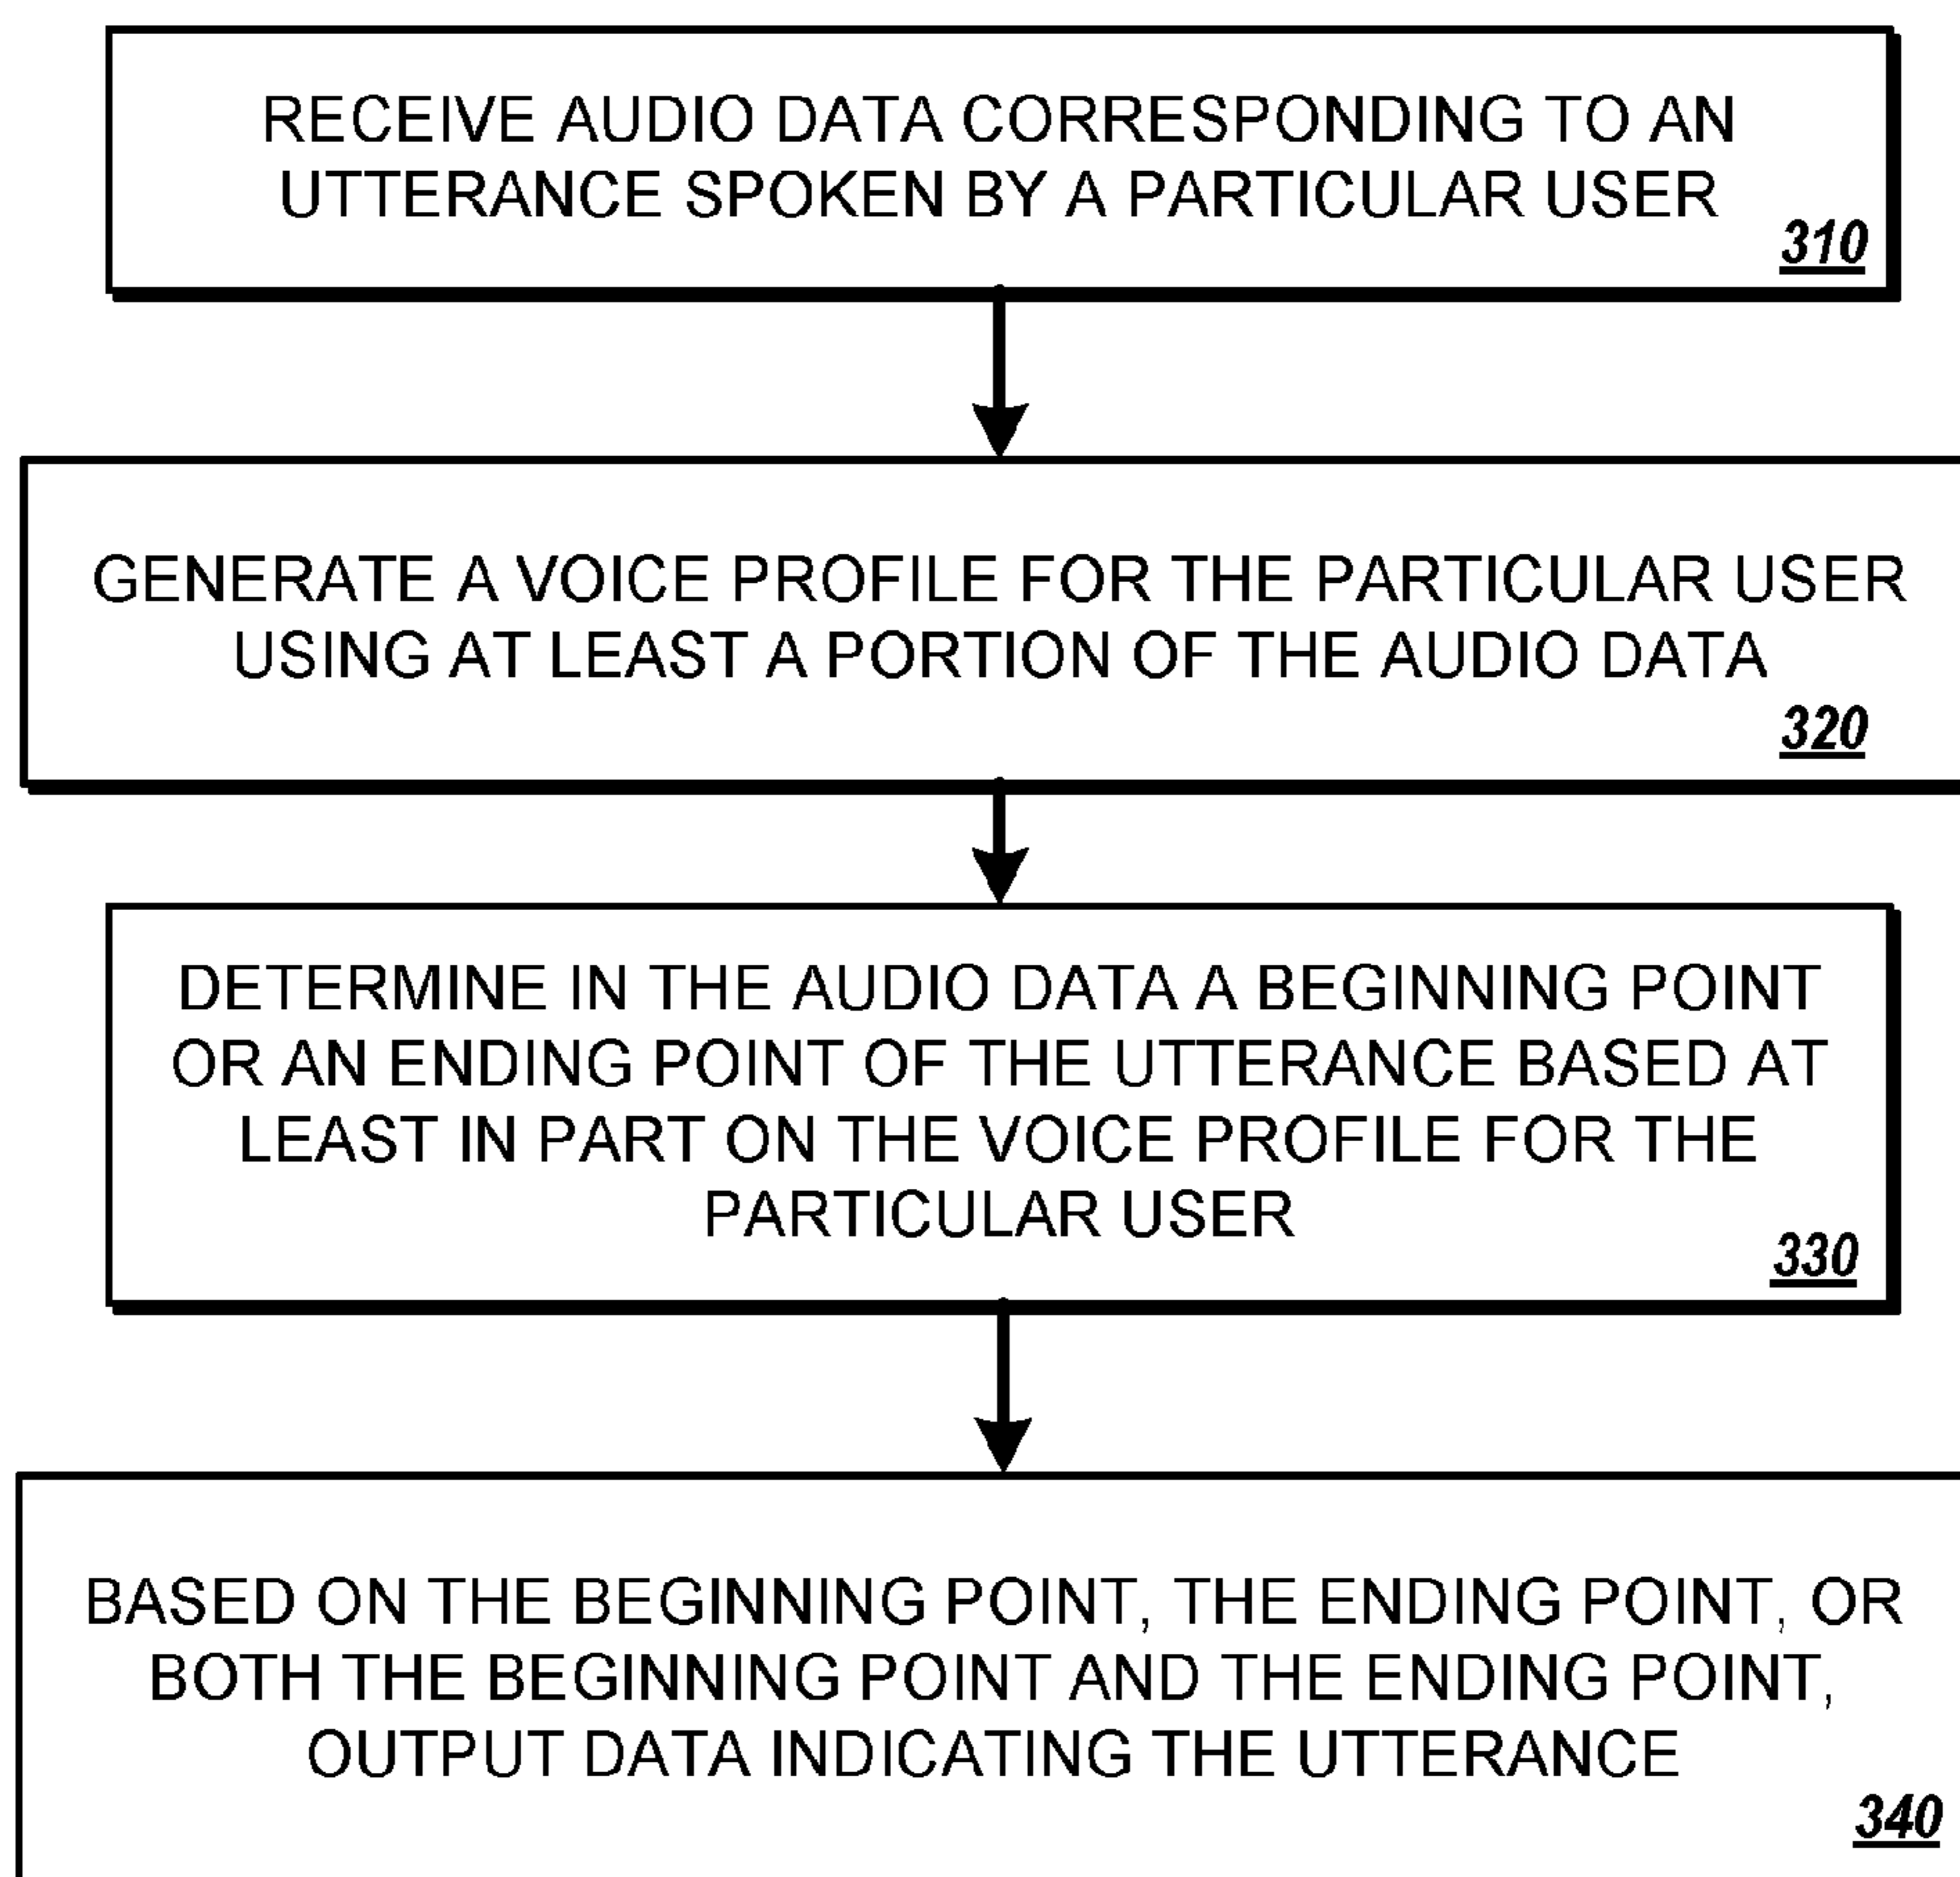 RECEIVE AUDIO DATA CORRESPONDING TO AN
UTTERANCE SPOKEN BY A PARTICULAR USER
310
GENERATE A VOICE PROFILE FOR THE PARTICULAR USER
USING AT LEAST A PORTION OF THE AUDIO DATA
320
DETERMINE IN THE AUDIO DATA A BEGINNING POINT
OR AN ENDING POINT OF THE UTTERANCE BASED AT
LEAST IN PART ON THE VOICE PROFILE FOR THE
PARTICULAR USER
330
BASED ON THE BEGINNING POINT, THE ENDING POINT, OR
BOTH THE BEGINNING POINT AND THE ENDING POINT,
OUTPUT DATA INDICATING THE UTTERANCE
340